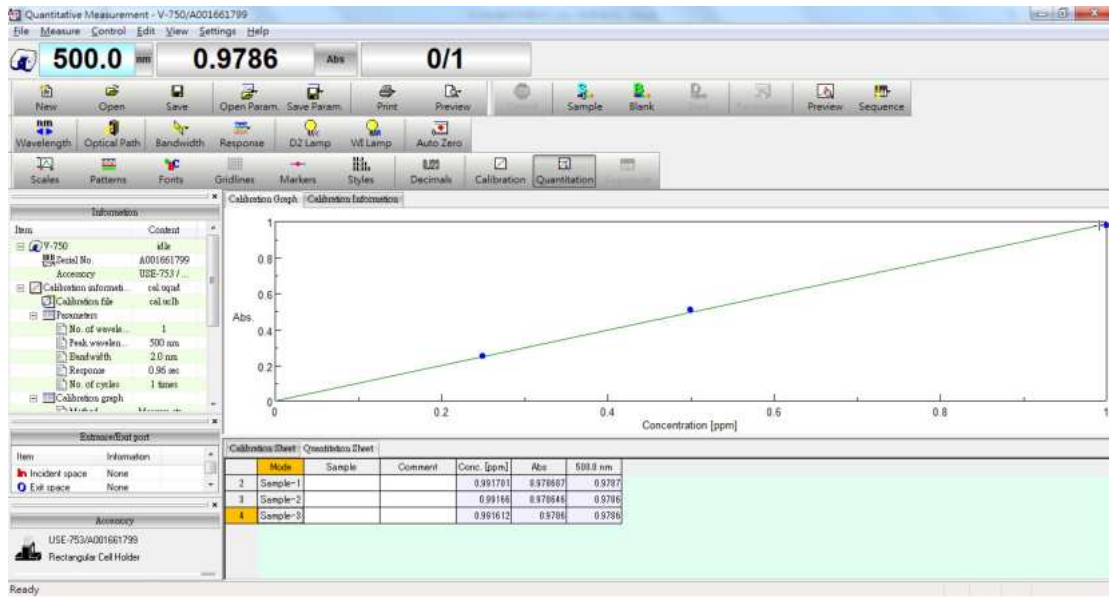 Quantitative Measurement - V-750/A001661799
File Measure Control Edit View Settings Help
500.0 nm 0.9786 Abs 0/1
New Open Save Open Param. Save Param. Print Preview Sample Blank Preview Sequence
Wavelength Optical Path Bandwidth Response D2 Lamp WI Lamp Auto Zero
Scales Patterns Fonts Gridlines Markers Styles Decimals Calibration Quantitation
Information
Item Content
V-750 idle
Serial No. A001661799
Accessory USE-753 / ...
Calibration informati... cal.uqad
Calibration file cal.uclb
Parameters
No. of wavele... 1
Peak wavelen... 500 nm
Bandwidth 2.0 nm
Response 0.96 sec
No. of cycles 1 times
Calibration graph
Entrance/Exit port
Item Information
In Incident space None
O Exit space None
Accessory
USE-753/A001661799
Rectangular Cell Holder
Calibration Graph Calibration Information
1
0.8
0.6
Abs.
0.4
0.2
0
0 0.2 0.4 0.6 0.8 1
Concentration [ppm]
Calibration Sheet Quantitation Sheet
Mode Sample Comment Conc. [ppm] Abs 500.0 nm
2 Sample-1 0.991701 0.978687 0.9787
3 Sample-2 0.99166 0.978646 0.9786
4 Sample-3 0.991612 0.9786 0.9786
Ready